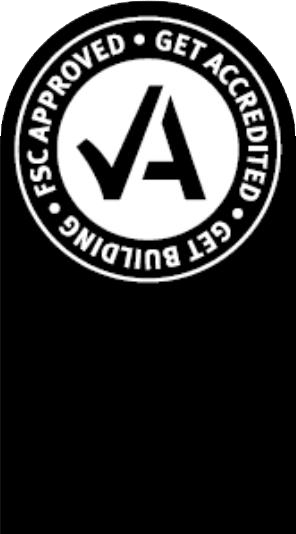 FSC APPROVED • GET ACCREDITED • GET BUILDING •